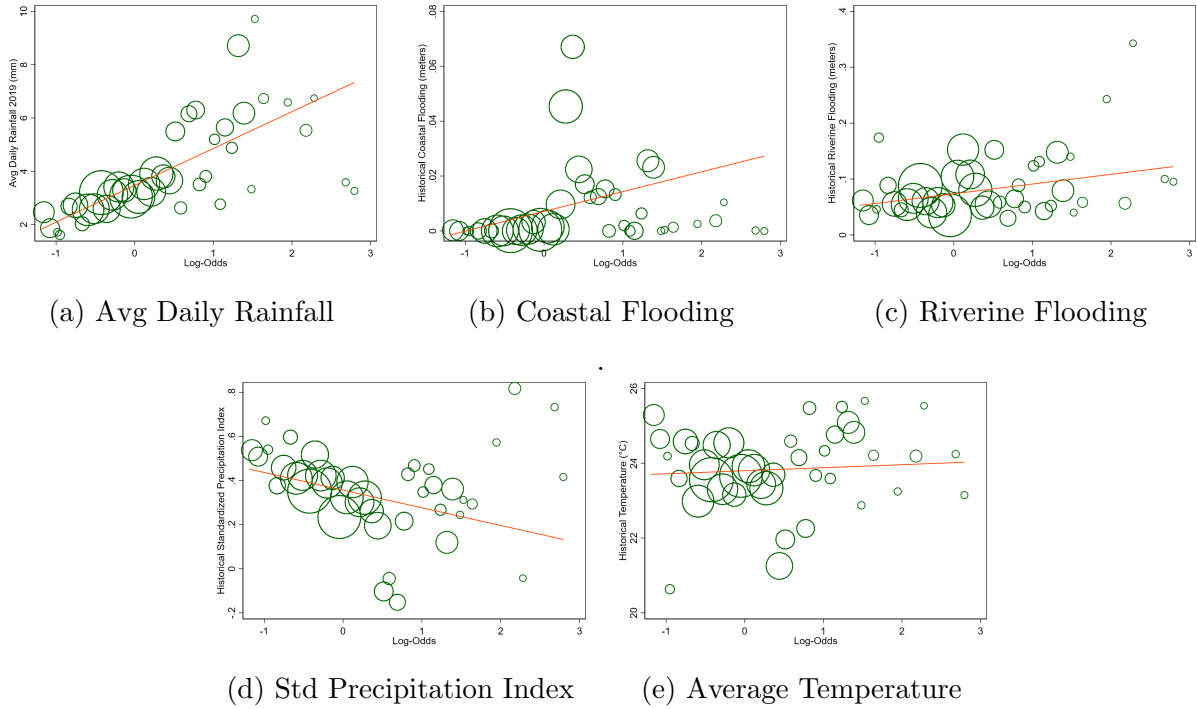 Avg Daily Rainfall 2019 (mm)
10
8
6
4
2
-1 0 1 2 3
Log-Odds
(a) Avg Daily Rainfall
Historical Coastal Flooding (meters)
.08
.06
.04
.02
0
-1 0 1 2 3
Log-Odds
(b) Coastal Flooding
Historical Riverine Flooding (meters)
.4
.3
.2
.1
0
-1 0 1 2 3
Log-Odds
(c) Riverine Flooding
.
Historical Standardized Precipitation Index
.8
.6
.4
.2
0
-.2
-1 0 1 2 3
Log-Odds
(d) Std Precipitation Index
Historical Temperature (°C)
26
24
22
20
-1 0 1 2 3
Log-Odds
(e) Average Temperature